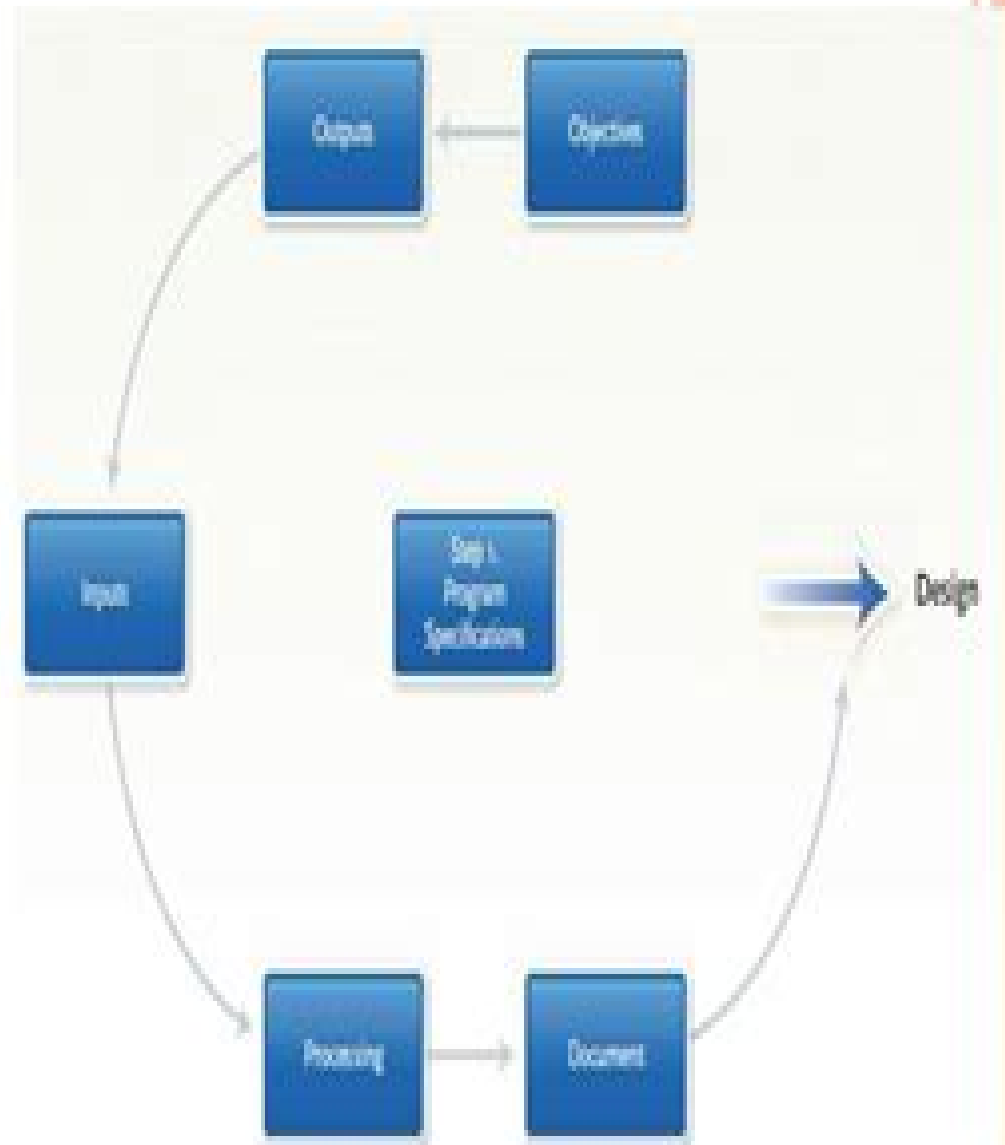 Outputs
Objectives
Inputs
Step 1.
Program
Specifications
Design
Processing
Document